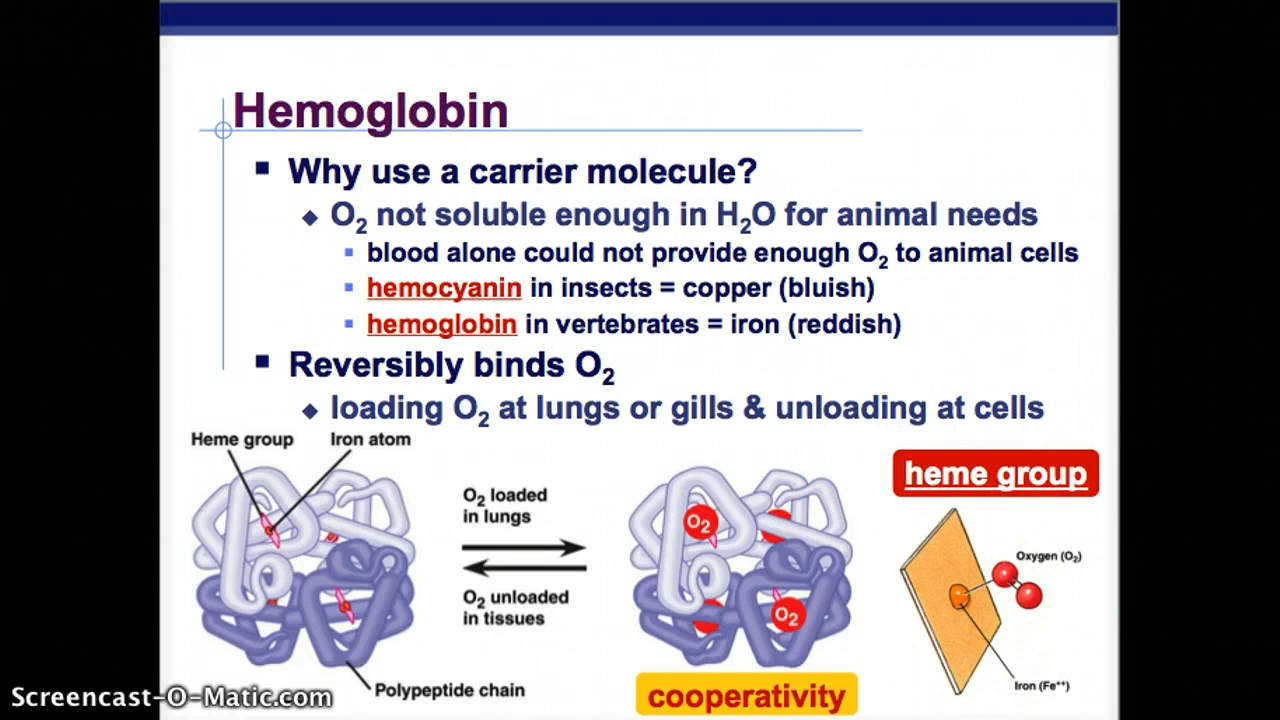 Hemoglobin
Why use a carrier molecule?
O₂ not soluble enough in H₂O for animal needs
blood alone could not provide enough O₂ to animal cells
hemocyanin in insects = copper (bluish)
hemoglobin in vertebrates = iron (reddish)
Reversibly binds O₂
loading O₂ at lungs or gills & unloading at cells
Heme group
Iron atom
O₂ loaded
in lungs
O₂ unloaded
in tissues
Polypeptide chain
O₂
O₂
cooperativity
heme group
Oxygen (O₂)
Iron (Fe⁺⁺)
Screencast-O-Matic.com